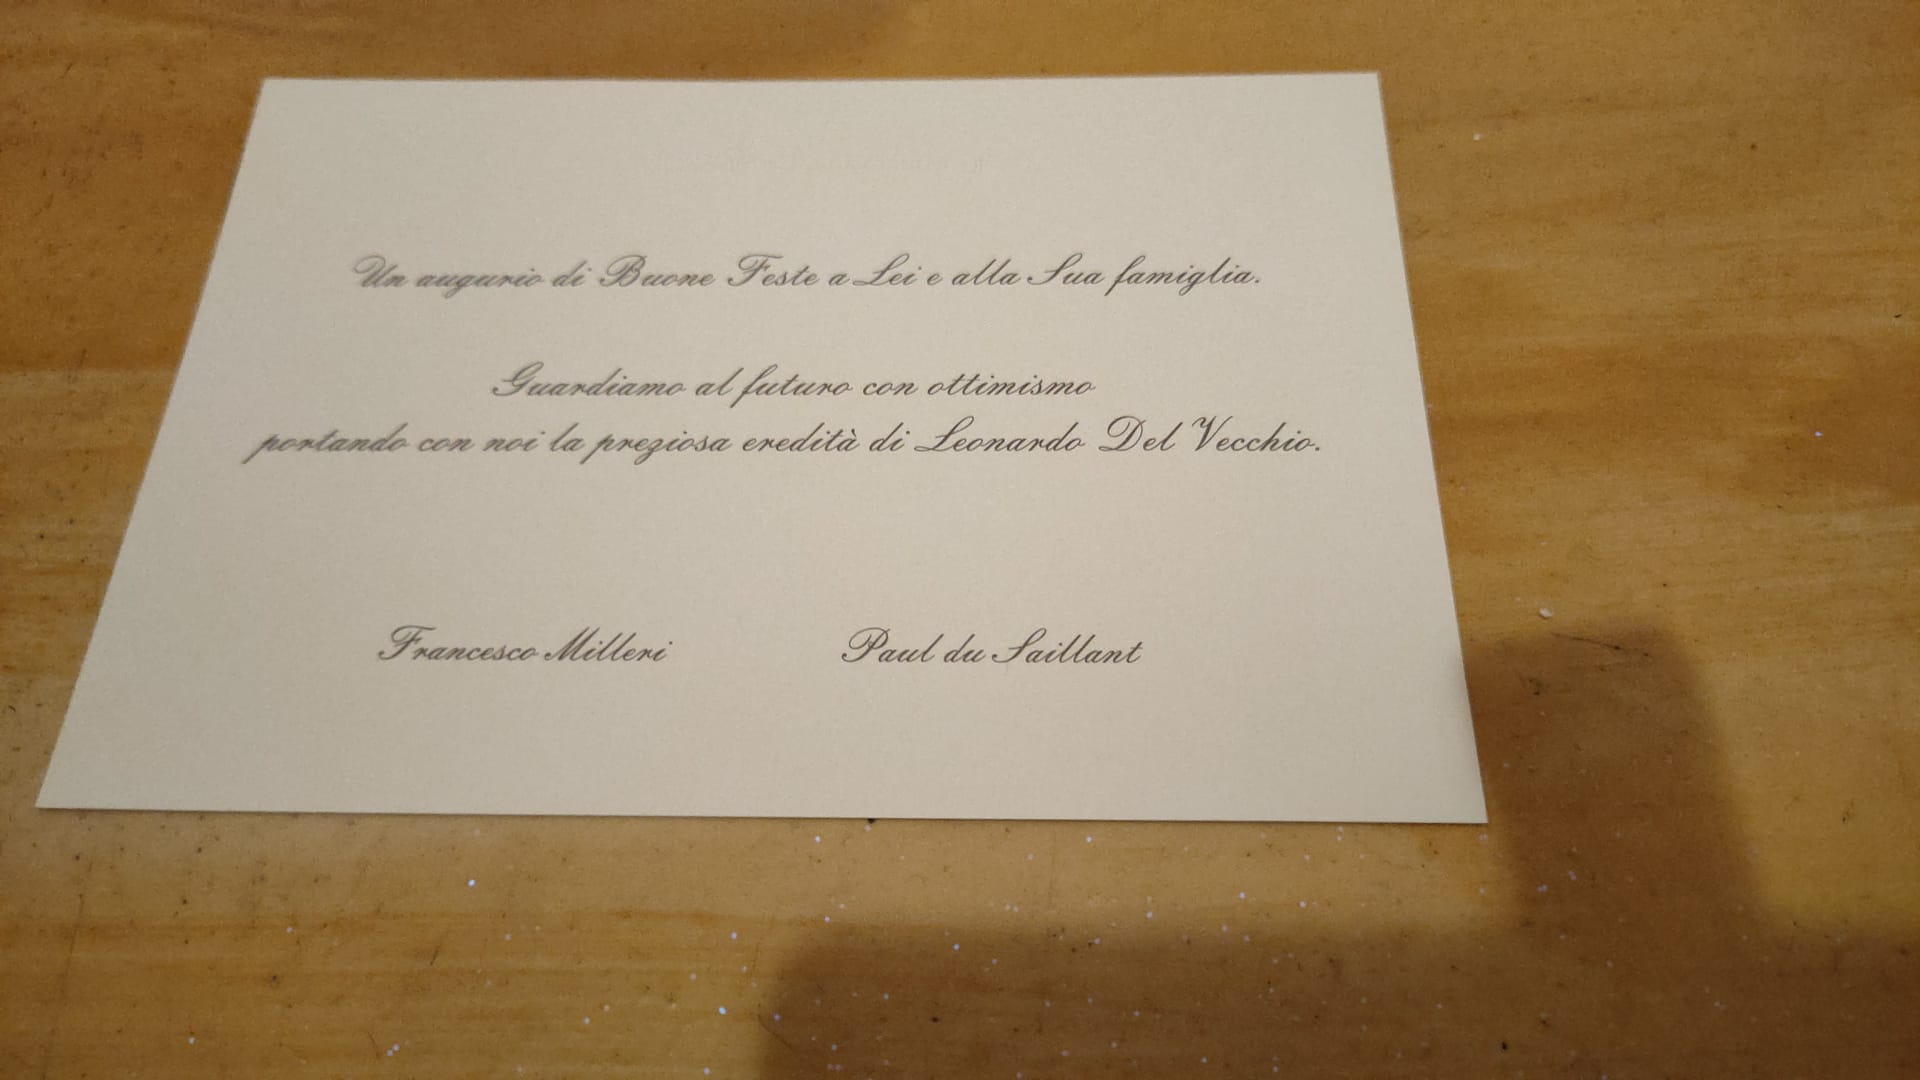 Un augurio di Buone Feste a Lei e alla Sua famiglia.
Guardiamo al futuro con ottimismo
portando con noi la preziosa eredità di Leonardo Del Vecchio.
Francesco Milleri Paul du Saillant